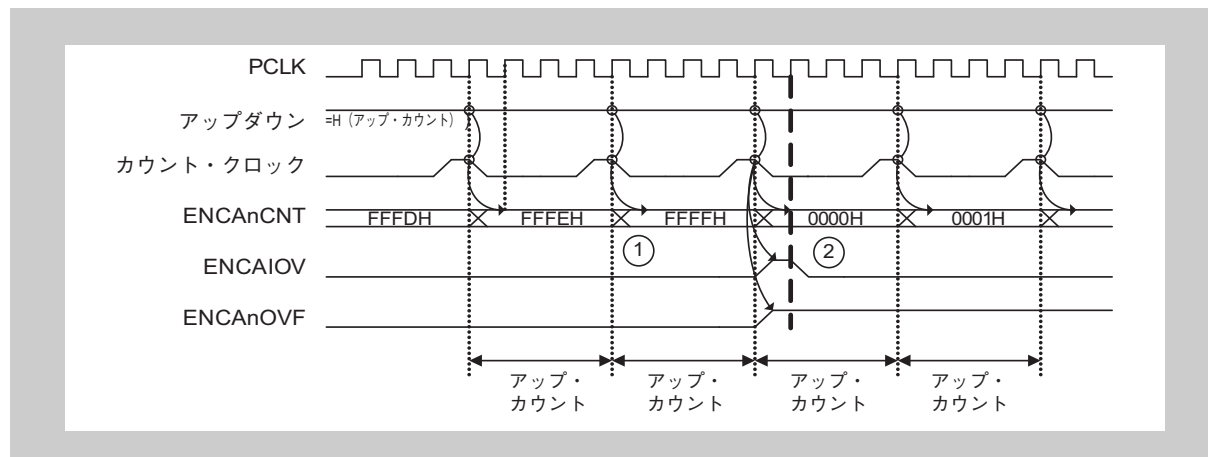 PCLK
アップダウン =H（アップ・カウント）
カウント・クロック
ENCAnCNT FFFDH FFFEH FFFFH 0000H 0001H
① ②
ENCAIOV
ENCAnOVF
アップ・ アップ・ アップ・ アップ・
カウント カウント カウント カウント